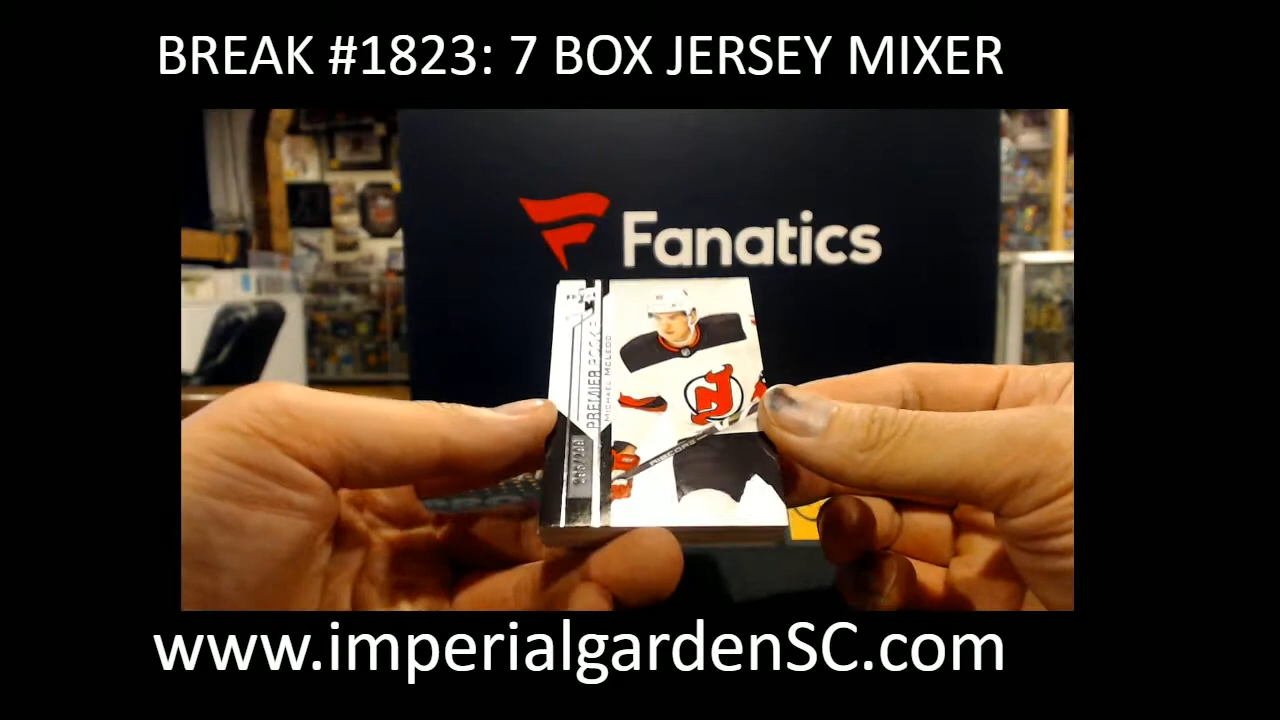 BREAK #1823: 7 BOX JERSEY MIXER
Fanatics
PREMIER ROOKIE
MICHAEL MCLEOD
www.imperialgardenSC.com